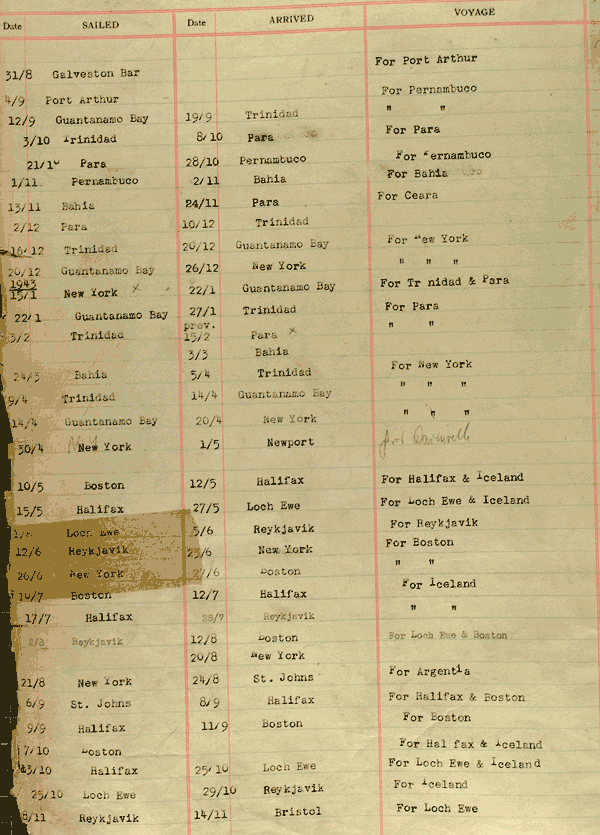 Date SAILED Date ARRIVED VOYAGE
For Port Arthur
31/8 Galveston Bar
4/9 Port Arthur For Pernambuco
12/9 Guantanamo Bay 19/9 Trinidad " "
3/10 Trinidad 8/10 Para For Para
21/10 Para 28/10 Pernambuco For Pernambuco
1/11 Pernambuco 2/11 Bahia For Bahia
13/11 Bahia 24/11 Para For Ceara
2/12 Para 10/12 Trinidad
16/12 Trinidad 20/12 Guantanamo Bay For New York
20/12 Guantanamo Bay 26/12 New York " " "
1943
15/1 New York x 22/1 Guantanamo Bay For Tr nidad & Para
22/1 Guantanamo Bay 27/1 Trinidad For Para
prev.
3/2 Trinidad 15/2 Para x " "
3/3 Bahia
24/3 Bahia 5/4 Trinidad For New York
9/4 Trinidad 14/4 Guantanamo Bay " " "
14/4 Guantanamo Bay 20/4 New York " " "
30/4 New York 1/5 Newport
10/5 Boston 12/5 Halifax For Halifax & Iceland
15/5 Halifax 27/5 Loch Ewe For Loch Ewe & Iceland
Loch Ewe 5/6 Reykjavik For Reykjavik
12/6 Reykjavik 25/6 New York For Boston
26/6 New York 27/6 Boston " "
10/7 Boston 12/7 Halifax For Iceland
17/7 Halifax 28/7 Reykjavik " "
2/8 Reykjavik 12/8 Boston For Loch Ewe & Boston
20/8 New York
21/8 New York 24/8 St. Johns For Argentia
6/9 St. Johns 8/9 Halifax For Halifax & Boston
9/9 Halifax 11/9 Boston For Boston
7/10 Boston For Hal fax & Iceland
13/10 Halifax 25/10 Loch Ewe For Loch Ewe & Iceland
25/10 Loch Ewe 29/10 Reykjavik For Iceland
8/11 Reykjavik 14/11 Bristol For Loch Ewe